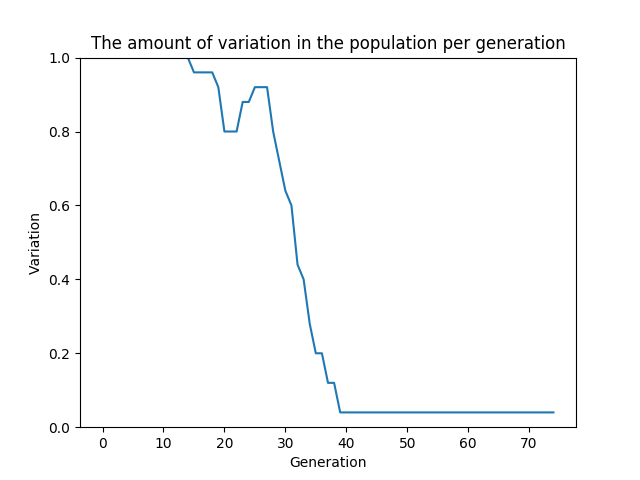 The amount of variation in the population per generation
1.0
0.8
0.6
0.4
0.2
0.0
Variation
0 10 20 30 40 50 60 70
Generation